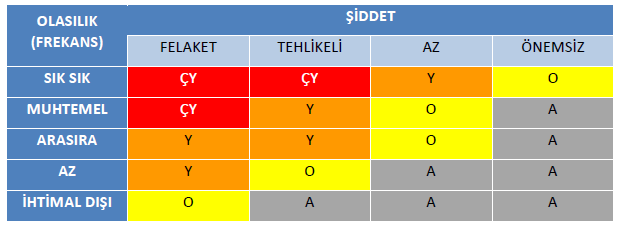 OLASILIK
(FREKANS)
ŞİDDET
FELAKET TEHLİKELİ AZ ÖNEMSİZ
SIK SIK ÇY ÇY Y O
MUHTEMEL ÇY Y O A
ARASIRA Y Y O A
AZ Y O A A
İHTİMAL DIŞI O A A A